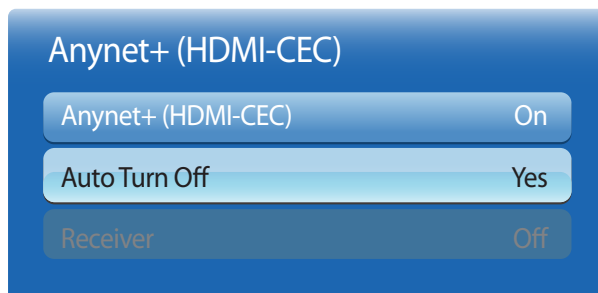 Anynet+ (HDMI-CEC)
Anynet+ (HDMI-CEC) On
Auto Turn Off Yes
Receiver Off